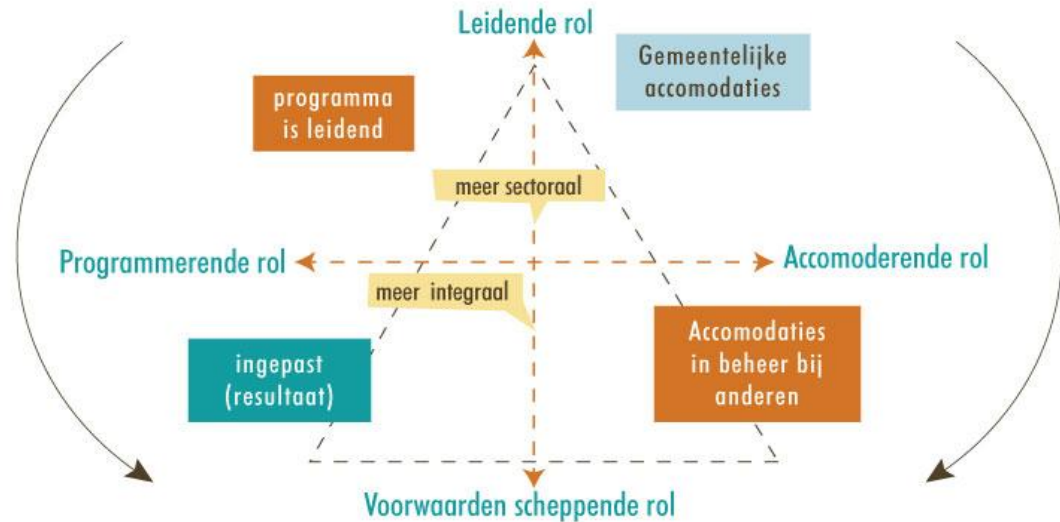 Leidende rol
Gemeentelijke
accomodaties
programma
is leidend
meer sectoraal
Programmerende rol
Accomoderende rol
meer integraal
Accomodaties
in beheer bij
anderen
ingepast
(resultaat)
Voorwaarden scheppende rol